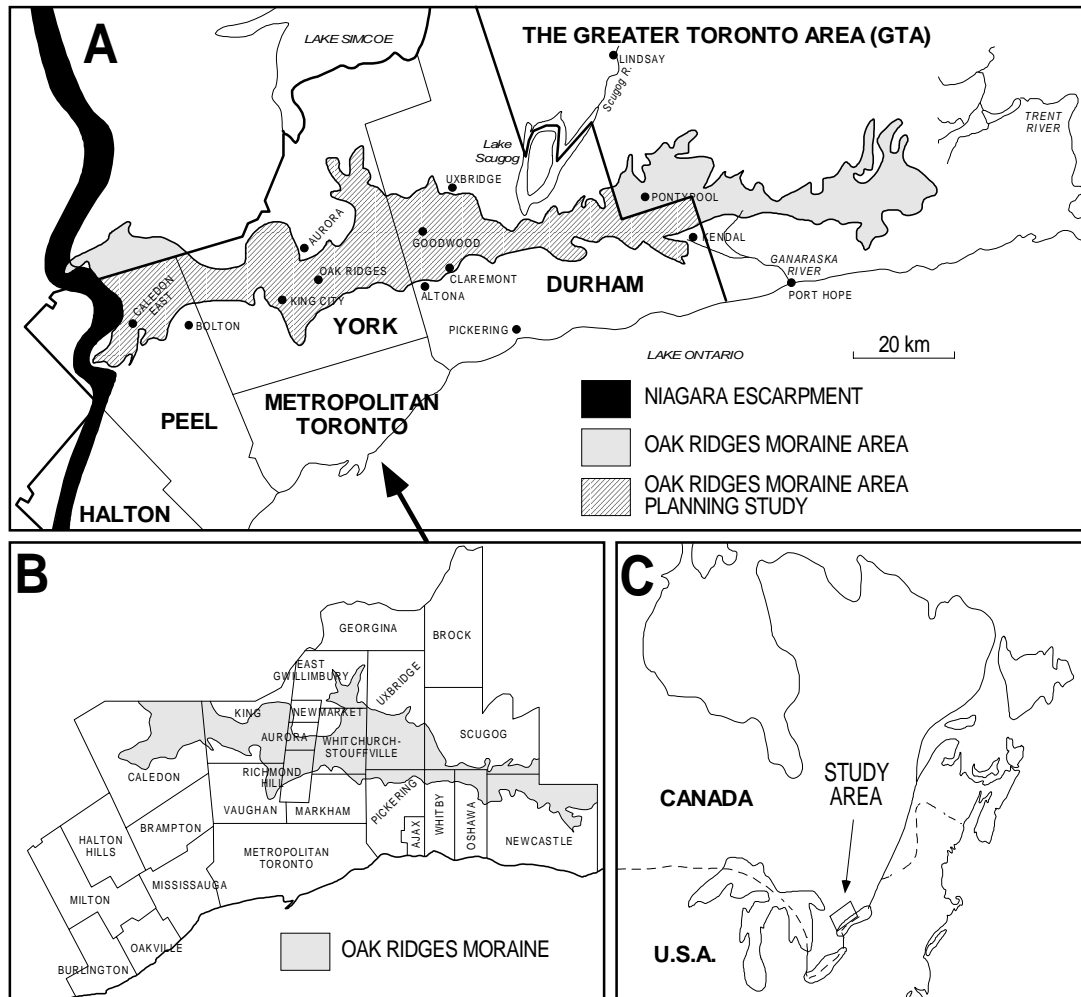 A
LAKE SIMCOE
THE GREATER TORONTO AREA (GTA)
LINDSAY
Scugog R.
Lake
Scugog
TRENT
RIVER
UXBRIDGE
PONTYPOOL
AURORA
GOODWOOD
KENDAL
OAK RIDGES
CLAREMONT
GANARASKA
RIVER
CALEDON
EAST
KING CITY
ALTONA
DURHAM
PORT HOPE
BOLTON
YORK
PICKERING
LAKE ONTARIO
20 km
PEEL
METROPOLITAN
TORONTO
NIAGARA ESCARPMENT
OAK RIDGES MORAINE AREA
OAK RIDGES MORAINE AREA
PLANNING STUDY
HALTON
B
GEORGINA
BROCK
EAST
GWILLIMBURY
UXBRIDGE
KING
NEWMARKET
AURORA
WHITCHURCH-
STOUFFVILLE
SCUGOG
CALEDON
RICHMOND
HILL
VAUGHAN
MARKHAM
PICKERING
AJAX
WHITBY
OSHAWA
NEWCASTLE
BRAMPTON
HALTON
HILLS
METROPOLITAN
TORONTO
MISSISSAUGA
MILTON
OAKVILLE
BURLINGTON
OAK RIDGES MORAINE
C
STUDY
AREA
CANADA
U.S.A.